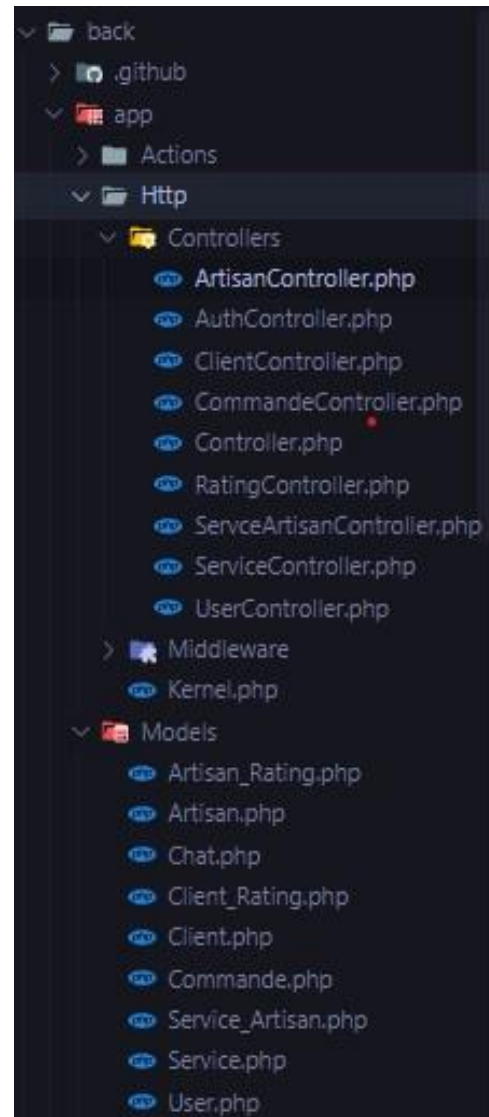 back
.github
app
Actions
Http
Controllers
ArtisanController.php
AuthController.php
ClientController.php
CommandeController.php
Controller.php
RatingController.php
ServceArtisanController.php
ServiceController.php
UserController.php
Middleware
Kernel.php
Models
Artisan_Rating.php
Artisan.php
Chat.php
Client_Rating.php
Client.php
Commande.php
Service_Artisan.php
Service.php
User.php